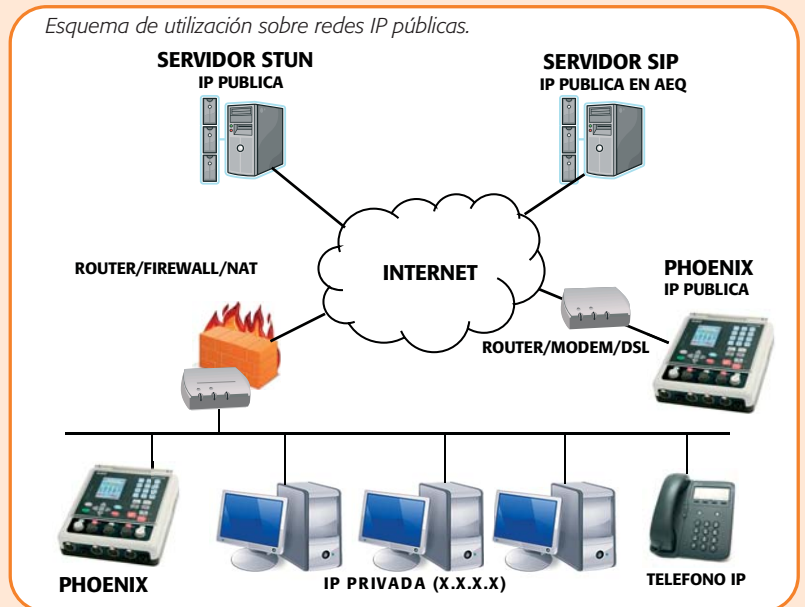 Esquema de utilización sobre redes IP públicas.
SERVIDOR STUN
IP PUBLICA
SERVIDOR SIP
IP PUBLICA EN AEQ
ROUTER/FIREWALL/NAT
INTERNET
PHOENIX
IP PUBLICA
ROUTER/MODEM/DSL
PHOENIX
IP PRIVADA (X.X.X.X)
TELEFONO IP